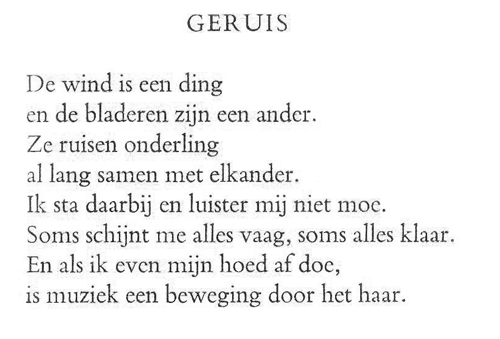 GERUIS
De wind is een ding
en de bladeren zijn een ander.
Ze ruisen onderling
al lang samen met elkander.
Ik sta daarbij en luister mij niet moe.
Soms schijnt me alles vaag, soms alles klaar.
En als ik even mijn hoed af doe,
is muziek een beweging door het haar.